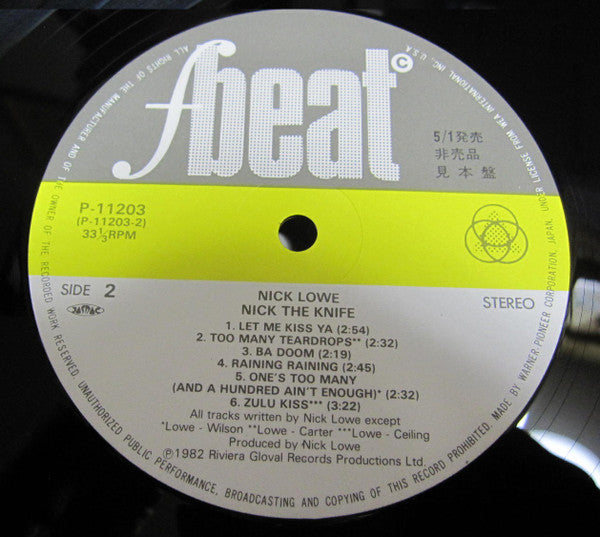 fbeat ©
5/1発売
非売品
見本盤
P-11203
(P-11203-2)
33 1/3 RPM
SIDE 2
STEREO
NICK LOWE
NICK THE KNIFE
1. LET ME KISS YA (2:54)
2. TOO MANY TEARDROPS** (2:32)
3. BA DOOM (2:19)
4. RAINING RAINING (2:45)
5. ONE'S TOO MANY
(AND A HUNDRED AIN'T ENOUGH)* (2:32)
6. ZULU KISS*** (3:22)
All tracks written by Nick Lowe except
*Lowe - Wilson **Lowe - Carter ***Lowe - Ceiling
Produced by Nick Lowe
Ⓟ1982 Riviera Gloval Records Productions Ltd.
ALL RIGHTS OF THE MANUFACTURER AND OF THE OWNER OF THE RECORDED WORK RESERVED. UNAUTHORIZED PUBLIC PERFORMANCE, BROADCASTING AND COPYING OF THIS RECORD PROHIBITED. MADE BY WARNER-PIONEER CORPORATION, JAPAN, UNDER LICENSE FROM WEA INTERNATIONAL INC. U.S.A.